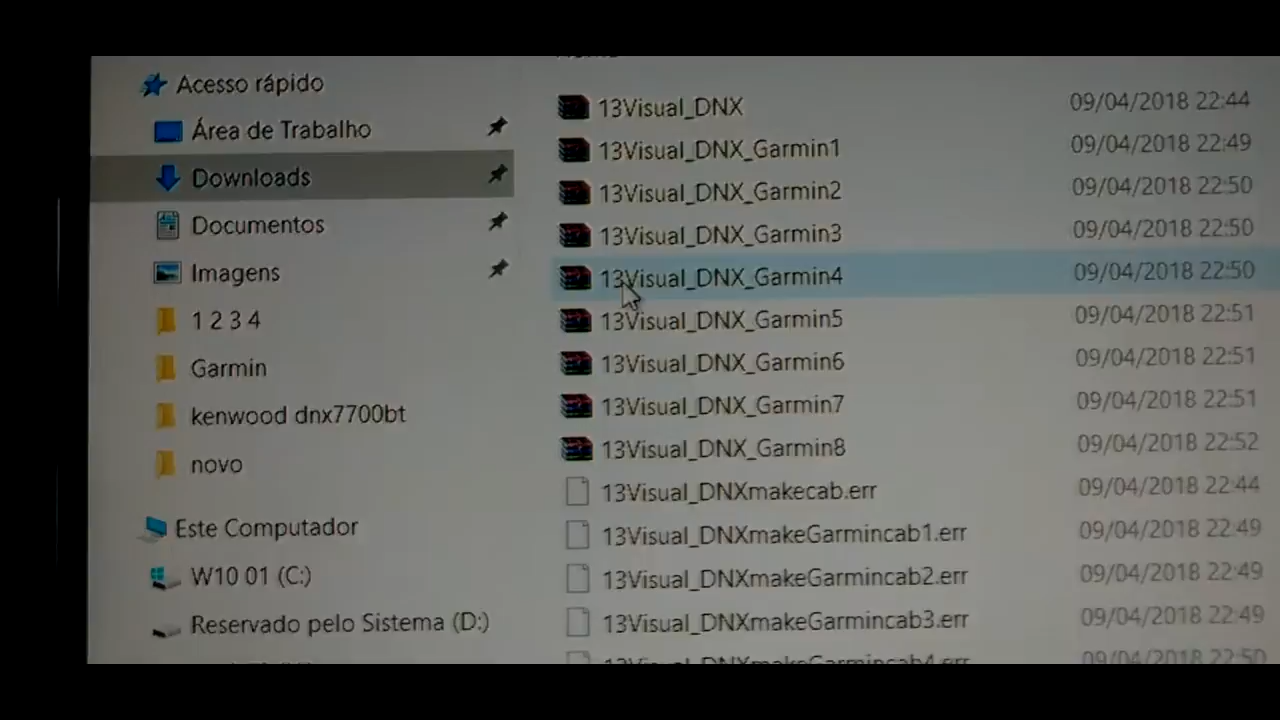 Acesso rápido
Área de Trabalho
Downloads
Documentos
Imagens
1 2 3 4
Garmin
kenwood dnx7700bt
novo
Este Computador
W10 01 (C:)
Reservado pelo Sistema (D:)
13Visual_DNX 09/04/2018 22:44
13Visual_DNX_Garmin1 09/04/2018 22:49
13Visual_DNX_Garmin2 09/04/2018 22:50
13Visual_DNX_Garmin3 09/04/2018 22:50
13Visual_DNX_Garmin4 09/04/2018 22:50
13Visual_DNX_Garmin5 09/04/2018 22:51
13Visual_DNX_Garmin6 09/04/2018 22:51
13Visual_DNX_Garmin7 09/04/2018 22:51
13Visual_DNX_Garmin8 09/04/2018 22:52
13Visual_DNXmakecab.err 09/04/2018 22:44
13Visual_DNXmakeGarmincab1.err 09/04/2018 22:49
13Visual_DNXmakeGarmincab2.err 09/04/2018 22:49
13Visual_DNXmakeGarmincab3.err 09/04/2018 22:49
13Visual_DNXmakeGarmincab4.err 09/04/2018 22:50